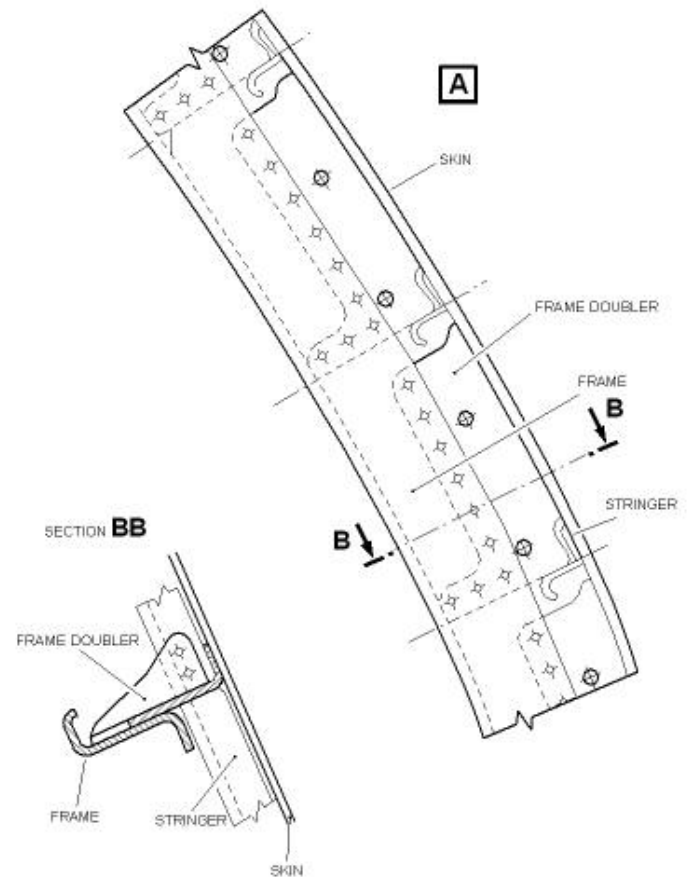 A
SKIN
FRAME DOUBLER
FRAME
B
STRINGER
B
SECTION BB
FRAME DOUBLER
FRAME
STRINGER
SKIN